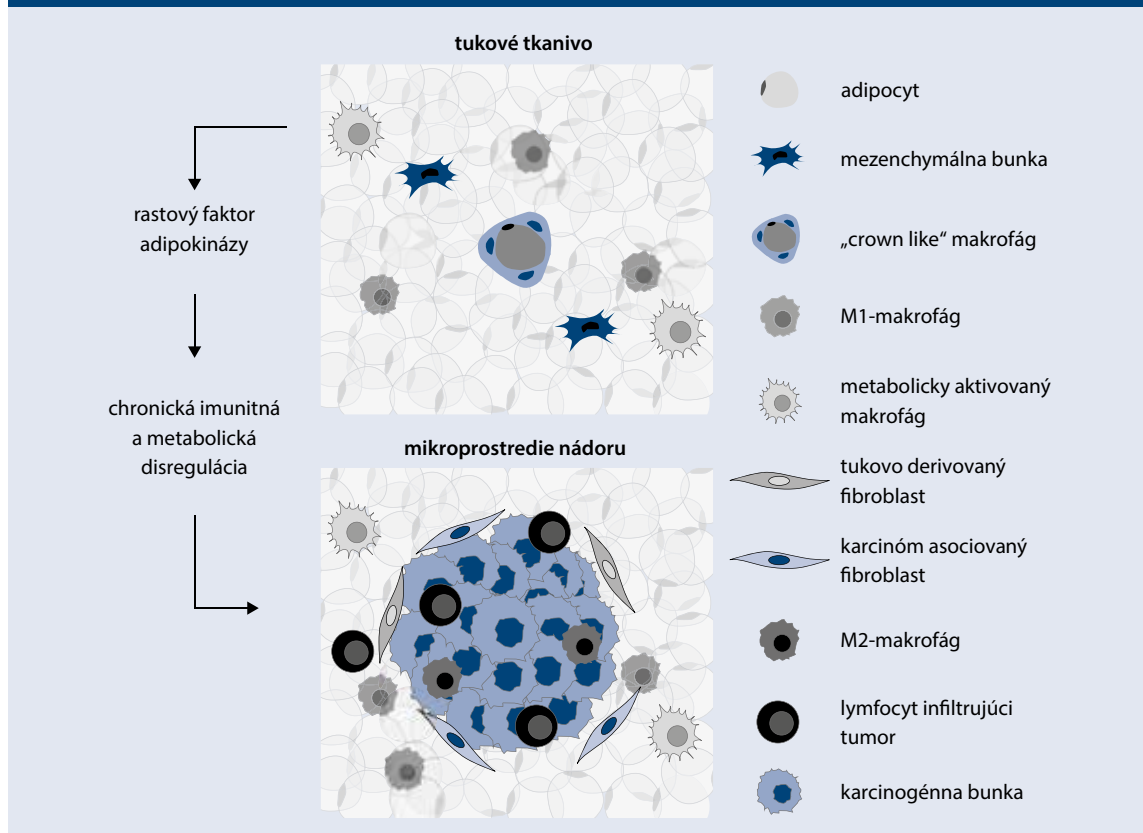 tukové tkanivo
rastový faktor
adipokinázy
chronická imunitná
a metabolická
disregulácia
mikroprostredie nádoru
adipocyt
mezenchymálna bunka
„crown like“ makrofág
M1-makrofág
metabolicky aktivovaný
makrofág
tukovo derivovaný
fibroblast
karcinóm asociovaný
fibroblast
M2-makrofág
lymfocyt infiltrujúci
tumor
karcinogénna bunka